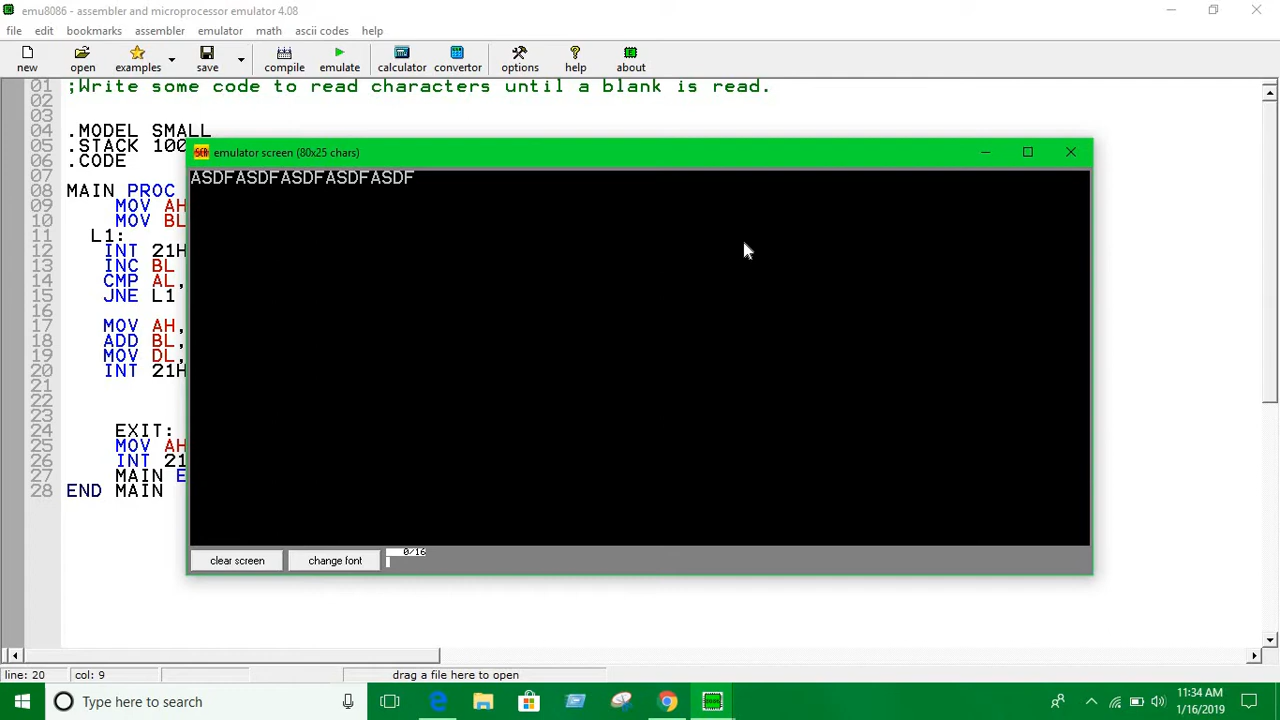 emu8086 - assembler and microprocessor emulator 4.08
file edit bookmarks assembler emulator math ascii codes help
new open examples save compile emulate calculator convertor options help about
01 ;Write some code to read characters until a blank is read.
02
03
04 .MODEL SMALL
05 .STACK 100
06 .CODE
07
08 MAIN PROC
09 MOV AH
10 MOV BL
11 L1:
12 INT 21H
13 INC BL
14 CMP AL,
15 JNE L1
16
17 MOV AH,
18 ADD BL,
19 MOV DL,
20 INT 21H
21
22
23
24 EXIT:
25 MOV AH
26 INT 21
27 MAIN E
28 END MAIN
emulator screen (80x25 chars)
ASDFASDFASDFASDFASDF
clear screen change font 0/16
line: 20 col: 9 drag a file here to open
Type here to search
11:34 AM
1/16/2019